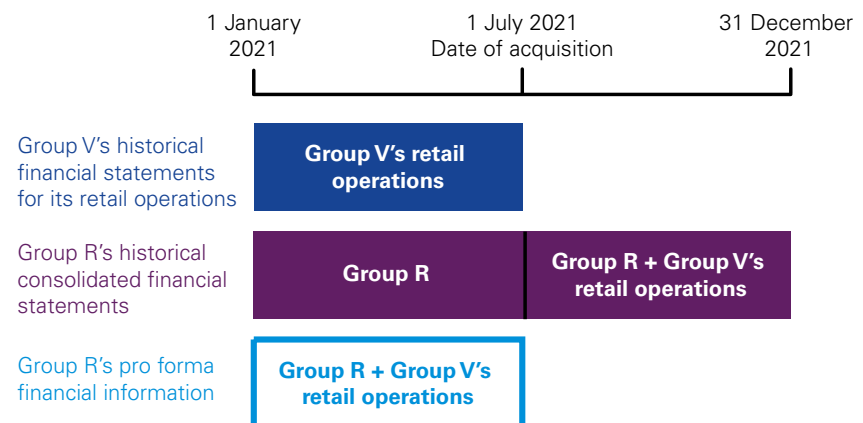 1 January
2021
1 July 2021
Date of acquisition
31 December
2021
Group V's historical
financial statements
for its retail operations
Group V's retail
operations
Group R's historical
consolidated financial
statements
Group R
Group R + Group V's
retail operations
Group R's pro forma
financial information
Group R + Group V's
retail operations